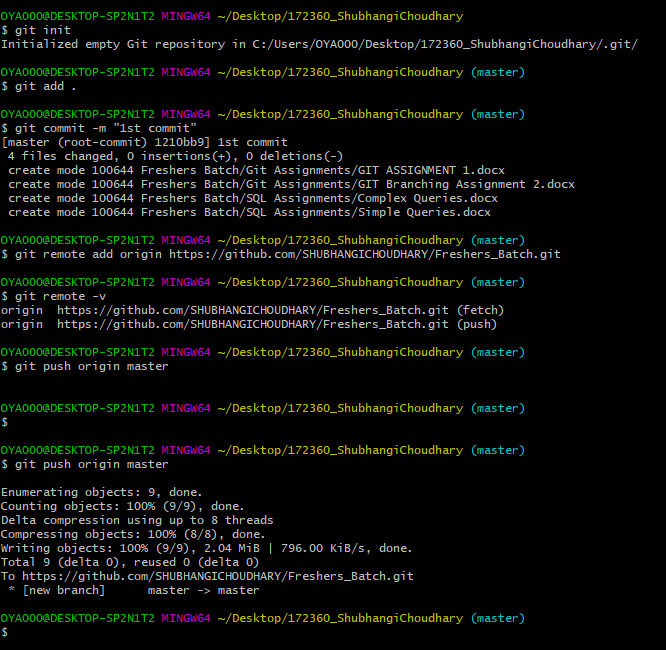 OYAOOO@DESKTOP-SP2N1T2 MINGW64 ~/Desktop/172360_ShubhangiChoudhary
$ git init
Initialized empty Git repository in C:/Users/OYAOOO/Desktop/172360_ShubhangiChoudhary/.git/
OYAOOO@DESKTOP-SP2N1T2 MINGW64 ~/Desktop/172360_ShubhangiChoudhary (master)
$ git add .
OYAOOO@DESKTOP-SP2N1T2 MINGW64 ~/Desktop/172360_ShubhangiChoudhary (master)
$ git commit -m "1st commit"
[master (root-commit) 1210bb9] 1st commit
4 files changed, 0 insertions(+), 0 deletions(-)
create mode 100644 Freshers Batch/Git Assignments/GIT ASSIGNMENT 1.docx
create mode 100644 Freshers Batch/Git Assignments/GIT Branching Assignment 2.docx
create mode 100644 Freshers Batch/SQL Assignments/Complex Queries.docx
create mode 100644 Freshers Batch/SQL Assignments/Simple Queries.docx
OYAOOO@DESKTOP-SP2N1T2 MINGW64 ~/Desktop/172360_ShubhangiChoudhary (master)
$ git remote add origin https://github.com/SHUBHANGICHOUDHARY/Freshers_Batch.git
OYAOOO@DESKTOP-SP2N1T2 MINGW64 ~/Desktop/172360_ShubhangiChoudhary (master)
$ git remote -v
origin  https://github.com/SHUBHANGICHOUDHARY/Freshers_Batch.git (fetch)
origin  https://github.com/SHUBHANGICHOUDHARY/Freshers_Batch.git (push)
OYAOOO@DESKTOP-SP2N1T2 MINGW64 ~/Desktop/172360_ShubhangiChoudhary (master)
$ git push origin master
OYAOOO@DESKTOP-SP2N1T2 MINGW64 ~/Desktop/172360_ShubhangiChoudhary (master)
$
OYAOOO@DESKTOP-SP2N1T2 MINGW64 ~/Desktop/172360_ShubhangiChoudhary (master)
$ git push origin master
Enumerating objects: 9, done.
Counting objects: 100% (9/9), done.
Delta compression using up to 8 threads
Compressing objects: 100% (8/8), done.
Writing objects: 100% (9/9), 2.04 MiB | 796.00 KiB/s, done.
Total 9 (delta 0), reused 0 (delta 0)
To https://github.com/SHUBHANGICHOUDHARY/Freshers_Batch.git
* [new branch]      master -> master
OYAOOO@DESKTOP-SP2N1T2 MINGW64 ~/Desktop/172360_ShubhangiChoudhary (master)
$